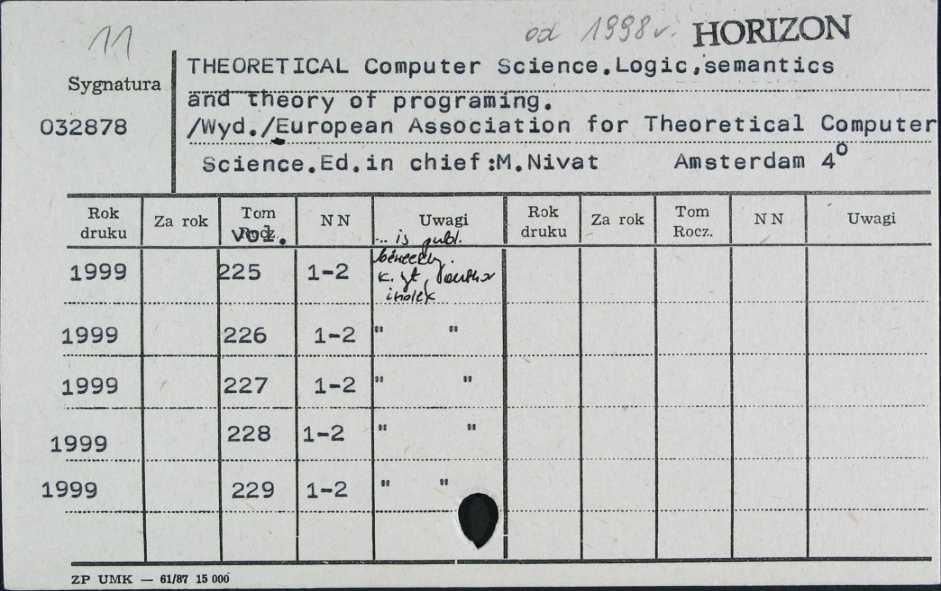 11 od 1998 r. HORIZON
Sygnatura
032878
THEORETICAL Computer Science.Logic,semantics
and theory of programing.
/Wyd./European Association for Theoretical Computer
Science.Ed.in chief:M.Nivat Amsterdam 4º
Rok druku Za rok Tom Rocz. vol. N N Uwagi Rok druku Za rok Tom Rocz. N N Uwagi
... is publ.
1999 225 1-2
k. yt,
index
1999 226 1-2 " "
1999 227 1-2 " "
1999 228 1-2 " "
1999 229 1-2 " "
ZP UMK — 61/87 15 000